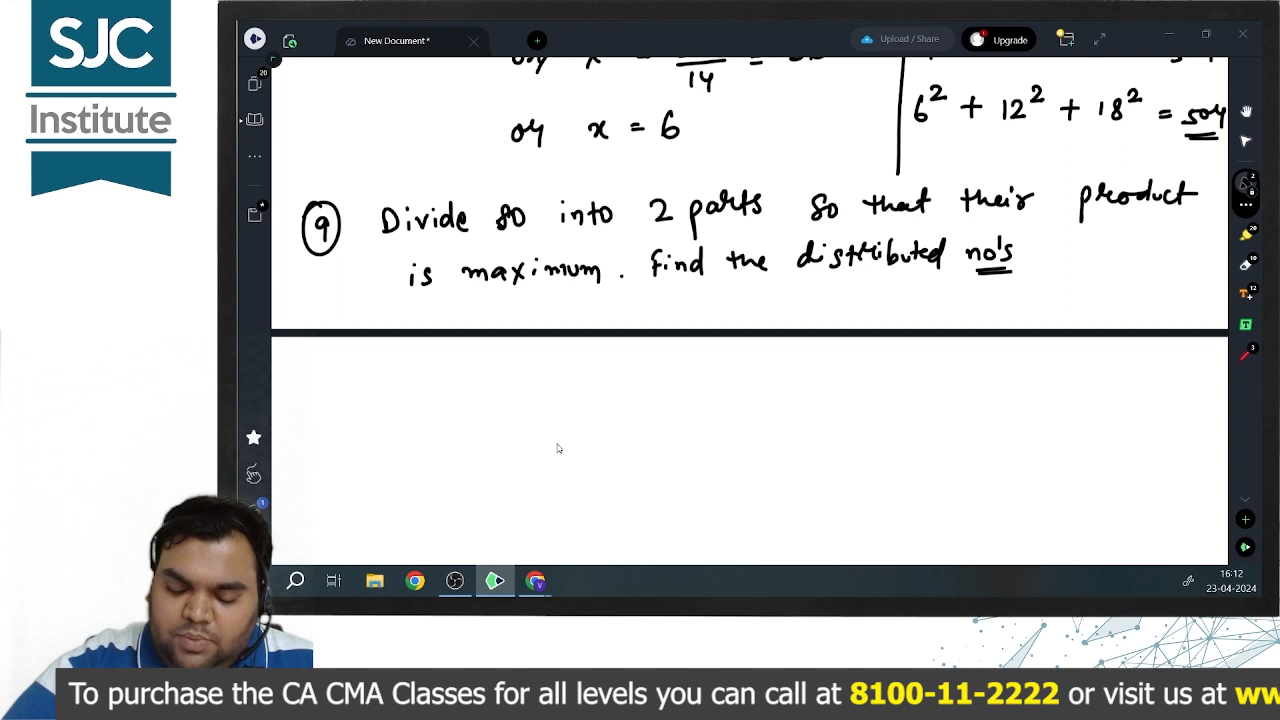 SJC
Institute
New Document*
Upload / Share
Upgrade
14
or x = 6
6² + 12² + 18² = 504
9 Divide 80 into 2 parts so that their product
is maximum. Find the distributed no's
16:12
23-04-2024
To purchase the CA CMA Classes for all levels you can call at 8100-11-2222 or visit us at ww